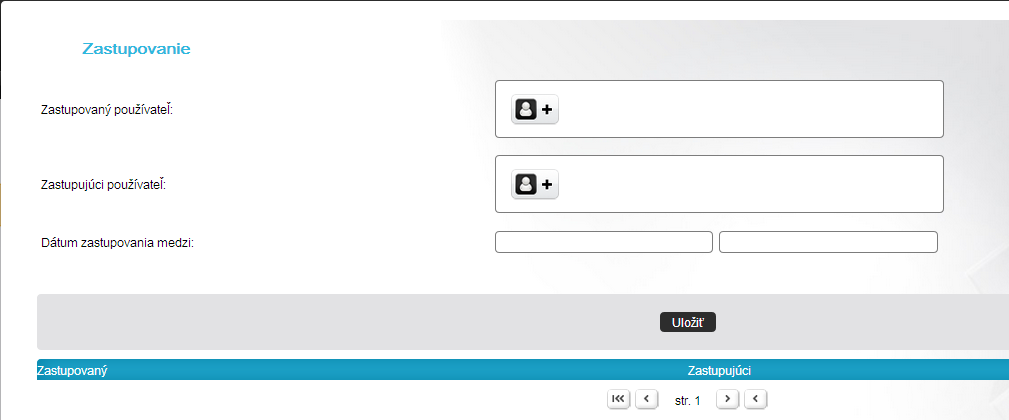 Zastupovanie
Zastupovaný používateľ:
Zastupujúci používateľ:
Dátum zastupovania medzi:
Uložiť
Zastupovaný Zastupujúci
str. 1